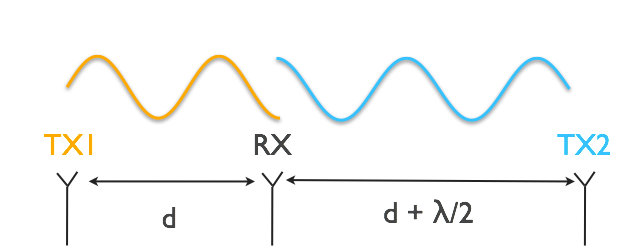 TX1 RX TX2
d
d + λ/2